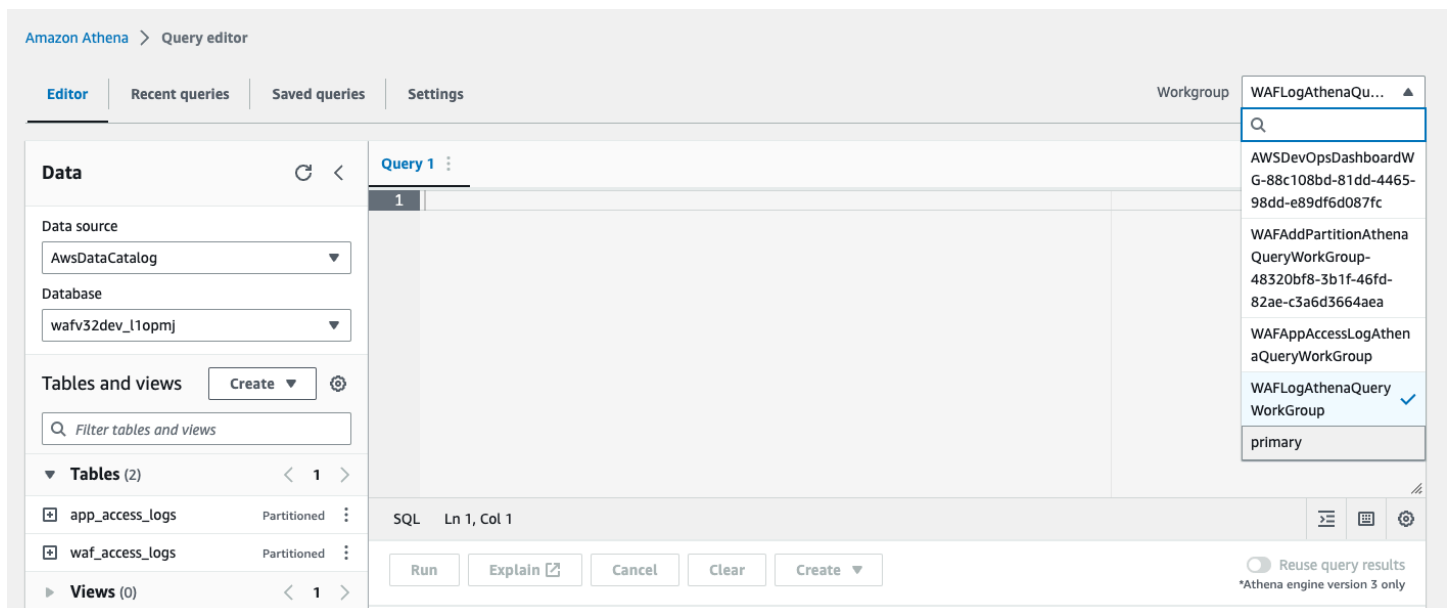 Amazon Athena > Query editor
Editor Recent queries Saved queries Settings Workgroup WAFLogAthenaQu...
AWSDevOpsDashboardW
G-88c108bd-81dd-4465-
98dd-e89df6d087fc
WAFAddPartitionAthena
QueryWorkGroup-
48320bf8-3b1f-46fd-
82ae-c3a6d3664aea
WAFAppAccessLogAthen
aQueryWorkGroup
WAFLogAthenaQuery
WorkGroup
primary
Data
Data source
AwsDataCatalog
Database
wafv32dev_l1opmj
Tables and views Create
Filter tables and views
Tables (2) < 1 >
app_access_logs Partitioned
waf_access_logs Partitioned
Views (0) < 1 >
Query 1
1
SQL Ln 1, Col 1
Run Explain Cancel Clear Create
Reuse query results
*Athena engine version 3 only